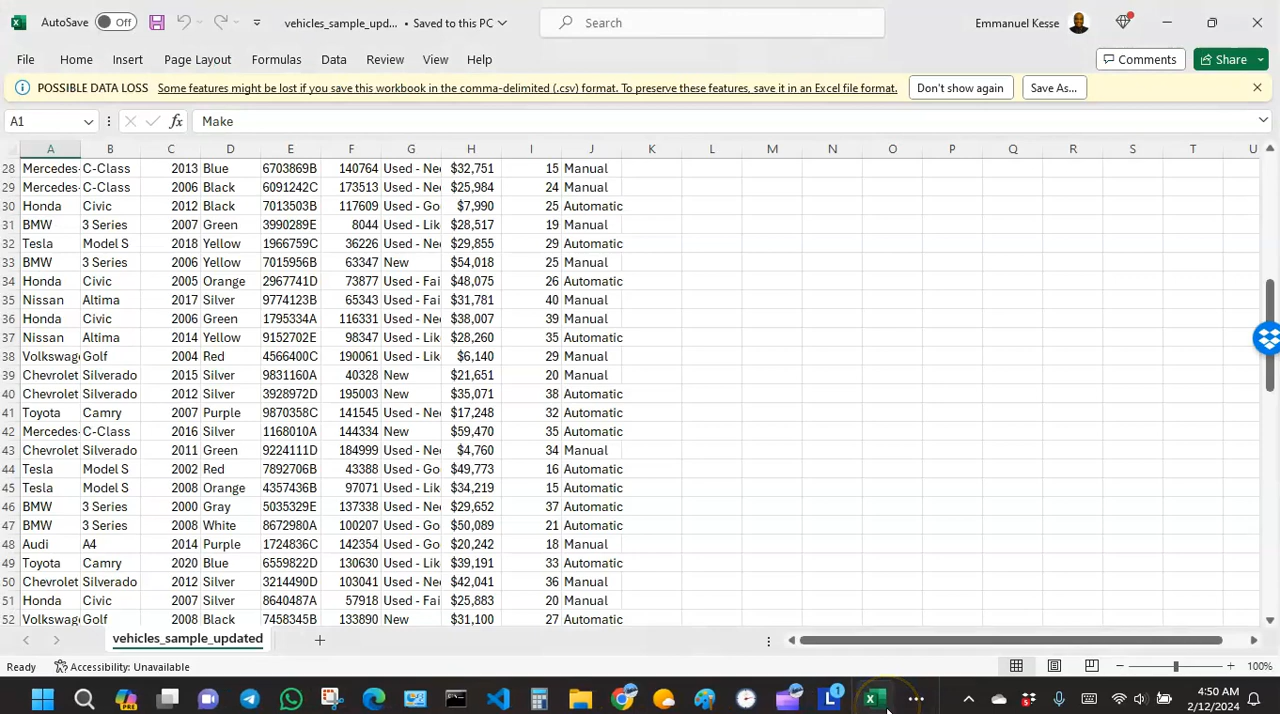 AutoSave Off vehicles_sample_upd... • Saved to this PC Search Emmanuel Kesse
File Home Insert Page Layout Formulas Data Review View Help Comments Share
POSSIBLE DATA LOSS Some features might be lost if you save this workbook in the comma-delimited (.csv) format. To preserve these features, save it in an Excel file format. Don't show again Save As...
A1 fx Make
A B C D E F G H I J K L M N O P Q R S T U
28 Mercedes- C-Class 2013 Blue 6703869B 140764 Used - Nee $32,751 15 Manual
29 Mercedes- C-Class 2006 Black 6091242C 173513 Used - Nee $25,984 24 Manual
30 Honda Civic 2012 Black 7013503B 117609 Used - Go $7,990 25 Automatic
31 BMW 3 Series 2007 Green 3990289E 8044 Used - Lik $28,517 19 Manual
32 Tesla Model S 2018 Yellow 1966759C 36226 Used - Nee $29,855 29 Automatic
33 BMW 3 Series 2006 Yellow 7015956B 63347 New $54,018 25 Manual
34 Honda Civic 2005 Orange 2967741D 73877 Used - Fai $48,075 26 Automatic
35 Nissan Altima 2017 Silver 9774123B 65343 Used - Lik $31,781 40 Manual
36 Honda Civic 2006 Green 1795334A 116331 Used - Nee $38,007 39 Manual
37 Nissan Altima 2014 Yellow 9152702E 98347 Used - Lik $28,260 35 Automatic
38 Volkswage Golf 2004 Red 4566400C 190061 Used - Lik $6,140 29 Manual
39 Chevrolet Silverado 2015 Silver 9831160A 40328 New $21,651 20 Manual
40 Chevrolet Silverado 2012 Silver 3928972D 195003 New $35,071 38 Automatic
41 Toyota Camry 2007 Purple 9870358C 141545 Used - Nee $17,248 32 Automatic
42 Mercedes- C-Class 2016 Silver 1168010A 144334 New $59,470 35 Automatic
43 Chevrolet Silverado 2011 Green 9224111D 184999 Used - Nee $4,760 34 Manual
44 Tesla Model S 2002 Red 7892706B 43388 Used - Go $49,773 16 Automatic
45 Tesla Model S 2008 Orange 4357436B 97071 Used - Lik $34,219 15 Automatic
46 BMW 3 Series 2000 Gray 5035329E 137338 Used - Nee $29,652 37 Automatic
47 BMW 3 Series 2008 White 8672980A 100207 Used - Go $50,089 21 Automatic
48 Audi A4 2014 Purple 1724836C 142354 Used - Go $20,242 18 Manual
49 Toyota Camry 2020 Blue 6559822D 130630 Used - Lik $39,191 33 Automatic
50 Chevrolet Silverado 2012 Silver 3214490D 103041 Used - Nee $42,041 36 Manual
51 Honda Civic 2007 Silver 8640487A 57918 Used - Fai $25,883 20 Manual
52 Volkswage Golf 2008 Black 7458345B 133890 New $31,100 27 Automatic
vehicles_sample_updated
Ready Accessibility: Unavailable 100%
PRE L 1 4:50 AM
2/12/2024